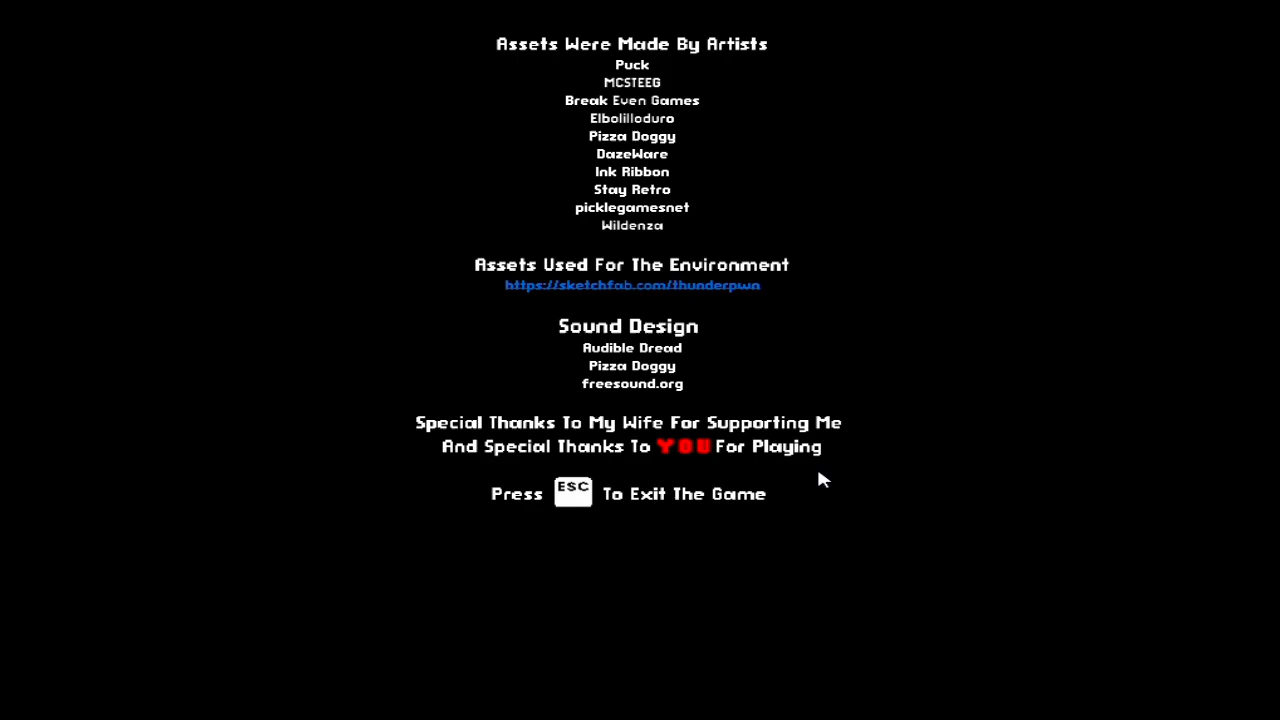 Assets Were Made By Artists
Puck
MCSTEEG
Break Even Games
Elbolilloduro
Pizza Doggy
DazeWare
Ink Ribbon
Stay Retro
picklegamesnet
Wildenza
Assets Used For The Environment
https://sketchfab.com/thunderpwn
Sound Design
Audible Dread
Pizza Doggy
freesound.org
Special Thanks To My Wife For Supporting Me
And Special Thanks To YOU For Playing
Press ESC To Exit The Game